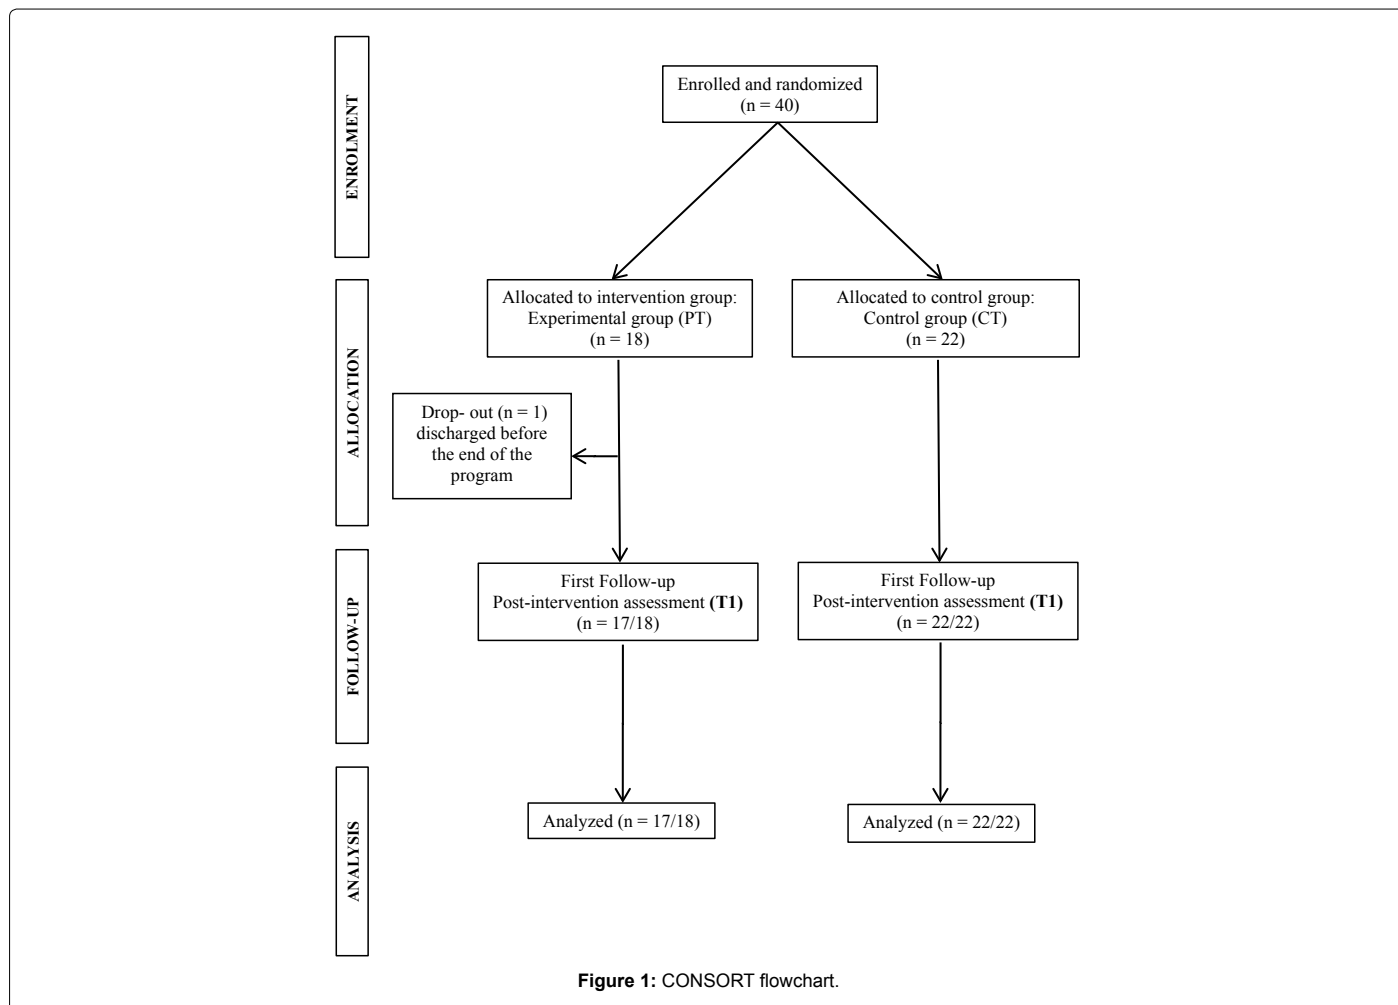 ENROLMENT
Enrolled and randomized
(n = 40)
ALLOCATION
Allocated to intervention group:
Experimental group (PT)
(n = 18)
Allocated to control group:
Control group (CT)
(n = 22)
Drop- out (n = 1)
discharged before
the end of the
program
FOLLOW-UP
First Follow-up
Post-intervention assessment (T1)
(n = 17/18)
First Follow-up
Post-intervention assessment (T1)
(n = 22/22)
ANALYSIS
Analyzed (n = 17/18)
Analyzed (n = 22/22)
Figure 1: CONSORT flowchart.